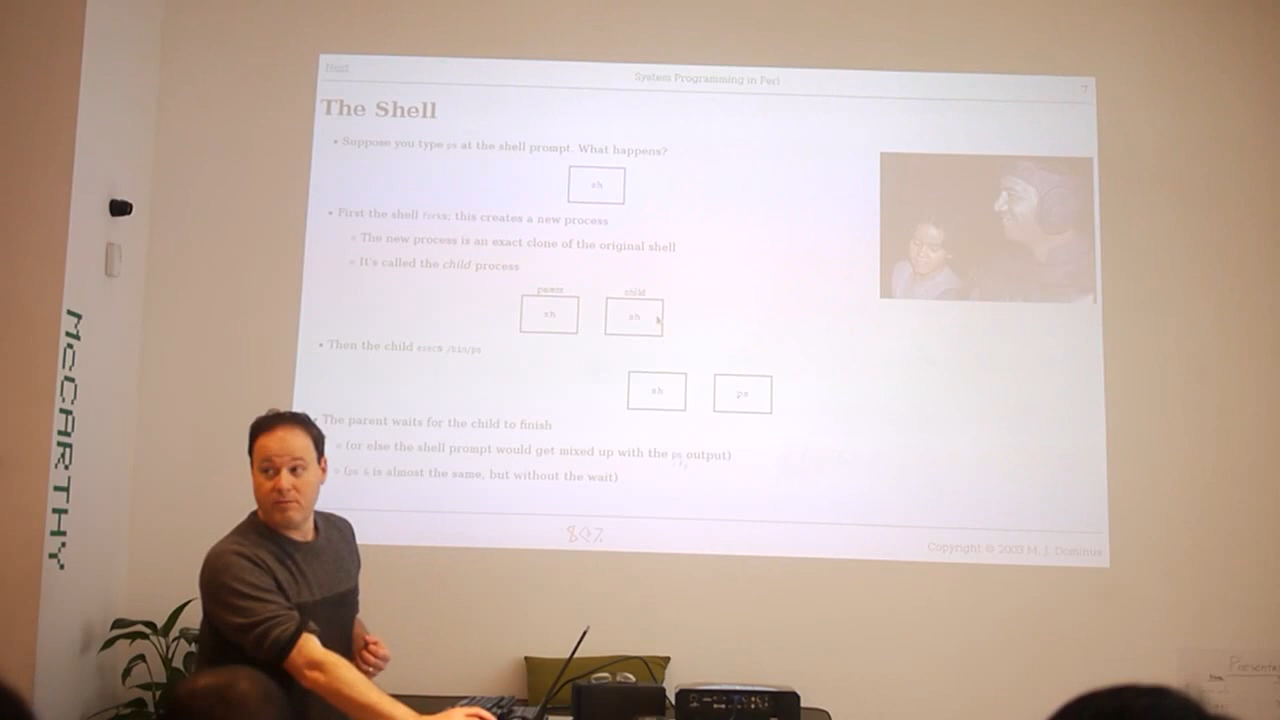 Next
System Programming in Perl
7
The Shell
• Suppose you type ps at the shell prompt. What happens?
sh
• First the shell forks; this creates a new process
The new process is an exact clone of the original shell
It's called the child process
parent child
sh sh
• Then the child execs /bin/ps
sh ps
• The parent waits for the child to finish
(or else the shell prompt would get mixed up with the ps output)
(ps & is almost the same, but without the wait)
Copyright © 2003 M. J. Dominus
McCARTHY